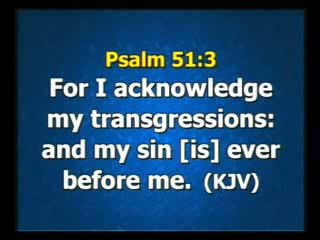 Psalm 51:3
For I acknowledge
my transgressions:
and my sin [is] ever
before me. (KJV)